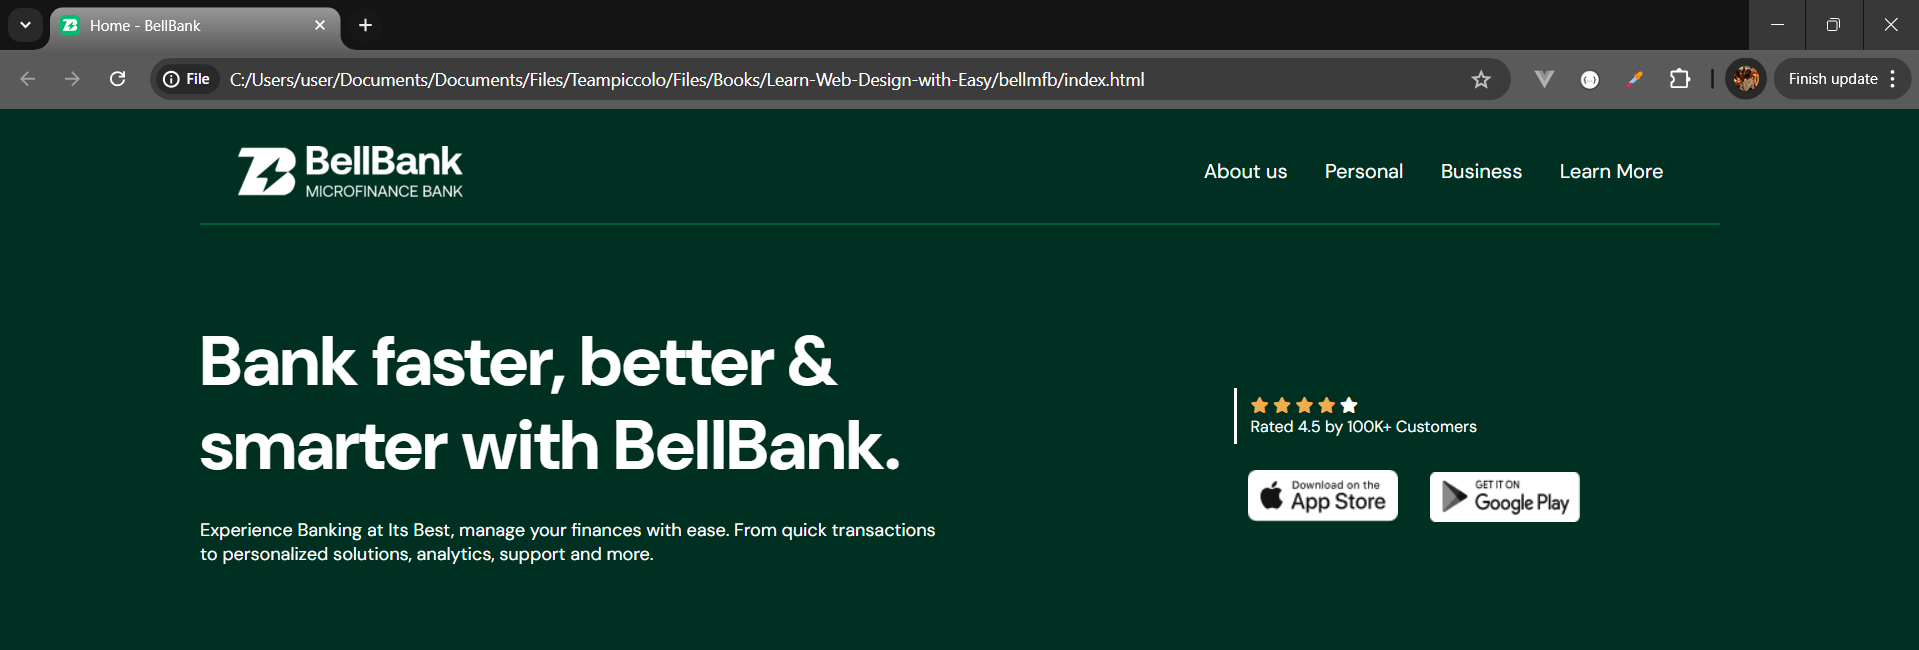 Home - BellBank
File
C:/Users/user/Documents/Documents/Files/Teampiccolo/Files/Books/Learn-Web-Design-with-Easy/bellmfb/index.html
Finish update
BellBank
MICROFINANCE BANK
About us
Personal
Business
Learn More
Bank faster, better &
smarter with BellBank.
Experience Banking at Its Best, manage your finances with ease. From quick transactions
to personalized solutions, analytics, support and more.
Rated 4.5 by 100K+ Customers
Download on the
App Store
GET IT ON
Google Play